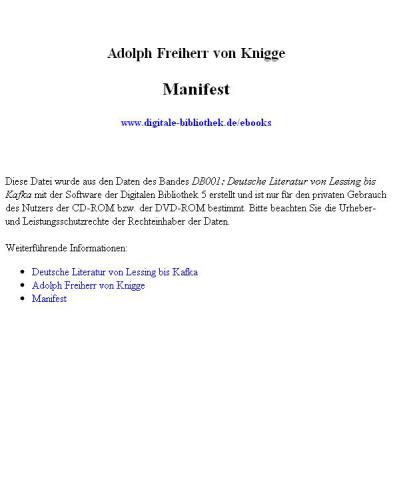 Adolph Freiherr von Knigge
Manifest
www.digitale-bibliothek.de/ebooks
Diese Datei wurde aus den Daten des Bandes DB001: Deutsche Literatur von Lessing bis
Kafka mit der Software der Digitalen Bibliothek 5 erstellt und ist nur für den privaten Gebrauch
des Nutzers der CD-ROM bzw. der DVD-ROM bestimmt. Bitte beachten Sie die Urheber-
und Leistungsschutzrechte der Rechteinhaber der Daten.
Weiterführende Informationen:
• Deutsche Literatur von Lessing bis Kafka
• Adolph Freiherr von Knigge
• Manifest